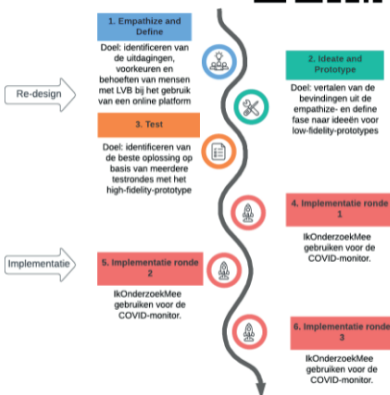 1. Empathize and
Define
Doel: identificeren van
de uitdagingen,
voorkeuren en
behoeften van mensen
met LVB bij het gebruik
van een online platform
2. Ideate and
Prototype
Doel: vertalen van de
bevindingen uit de
empathize- en define
fase naar ideeën voor
low-fidelity-prototypes
Re-design
3. Test
Doel: identificeren van
de beste oplossing op
basis van meerdere
testrondes met het
high-fidelity-prototype
4. Implementatie ronde
1
IkOnderzoekMee
gebruiken voor de
COVID-monitor.
Implementatie
5. Implementatie ronde
2
IkOnderzoekMee
gebruiken voor de
COVID-monitor.
6. Implementatie ronde
3
IkOnderzoekMee
gebruiken voor de
COVID-monitor.